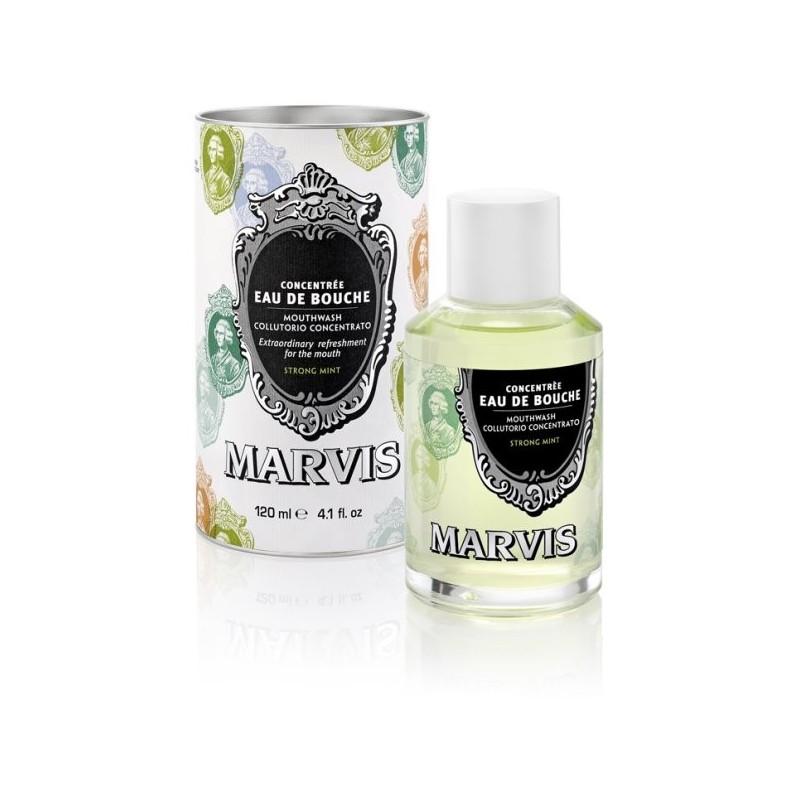 CONCENTRÉE
EAU DE BOUCHE
MOUTHWASH
COLLUTORIO CONCENTRATO
Extraordinary refreshment
for the mouth
STRONG MINT
MARVIS
120 ml ℮ 4.1 fl. oz
CONCENTRÉE
EAU DE BOUCHE
MOUTHWASH
COLLUTORIO CONCENTRATO
STRONG MINT
MARVIS